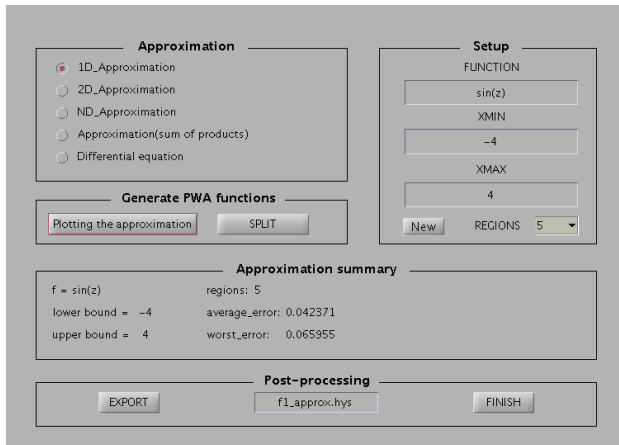 Approximation
1D_Approximation
2D_Approximation
ND_Approximation
Approximation(sum of products)
Differential equation
Setup
FUNCTION
sin(z)
XMIN
-4
XMAX
4
New REGIONS 5
Generate PWA functions
Plotting the approximation SPLIT
Approximation summary
f = sin(z) regions: 5
lower bound = -4 average_error: 0.042371
upper bound = 4 worst_error: 0.065955
Post-processing
EXPORT f1_approx.hys FINISH